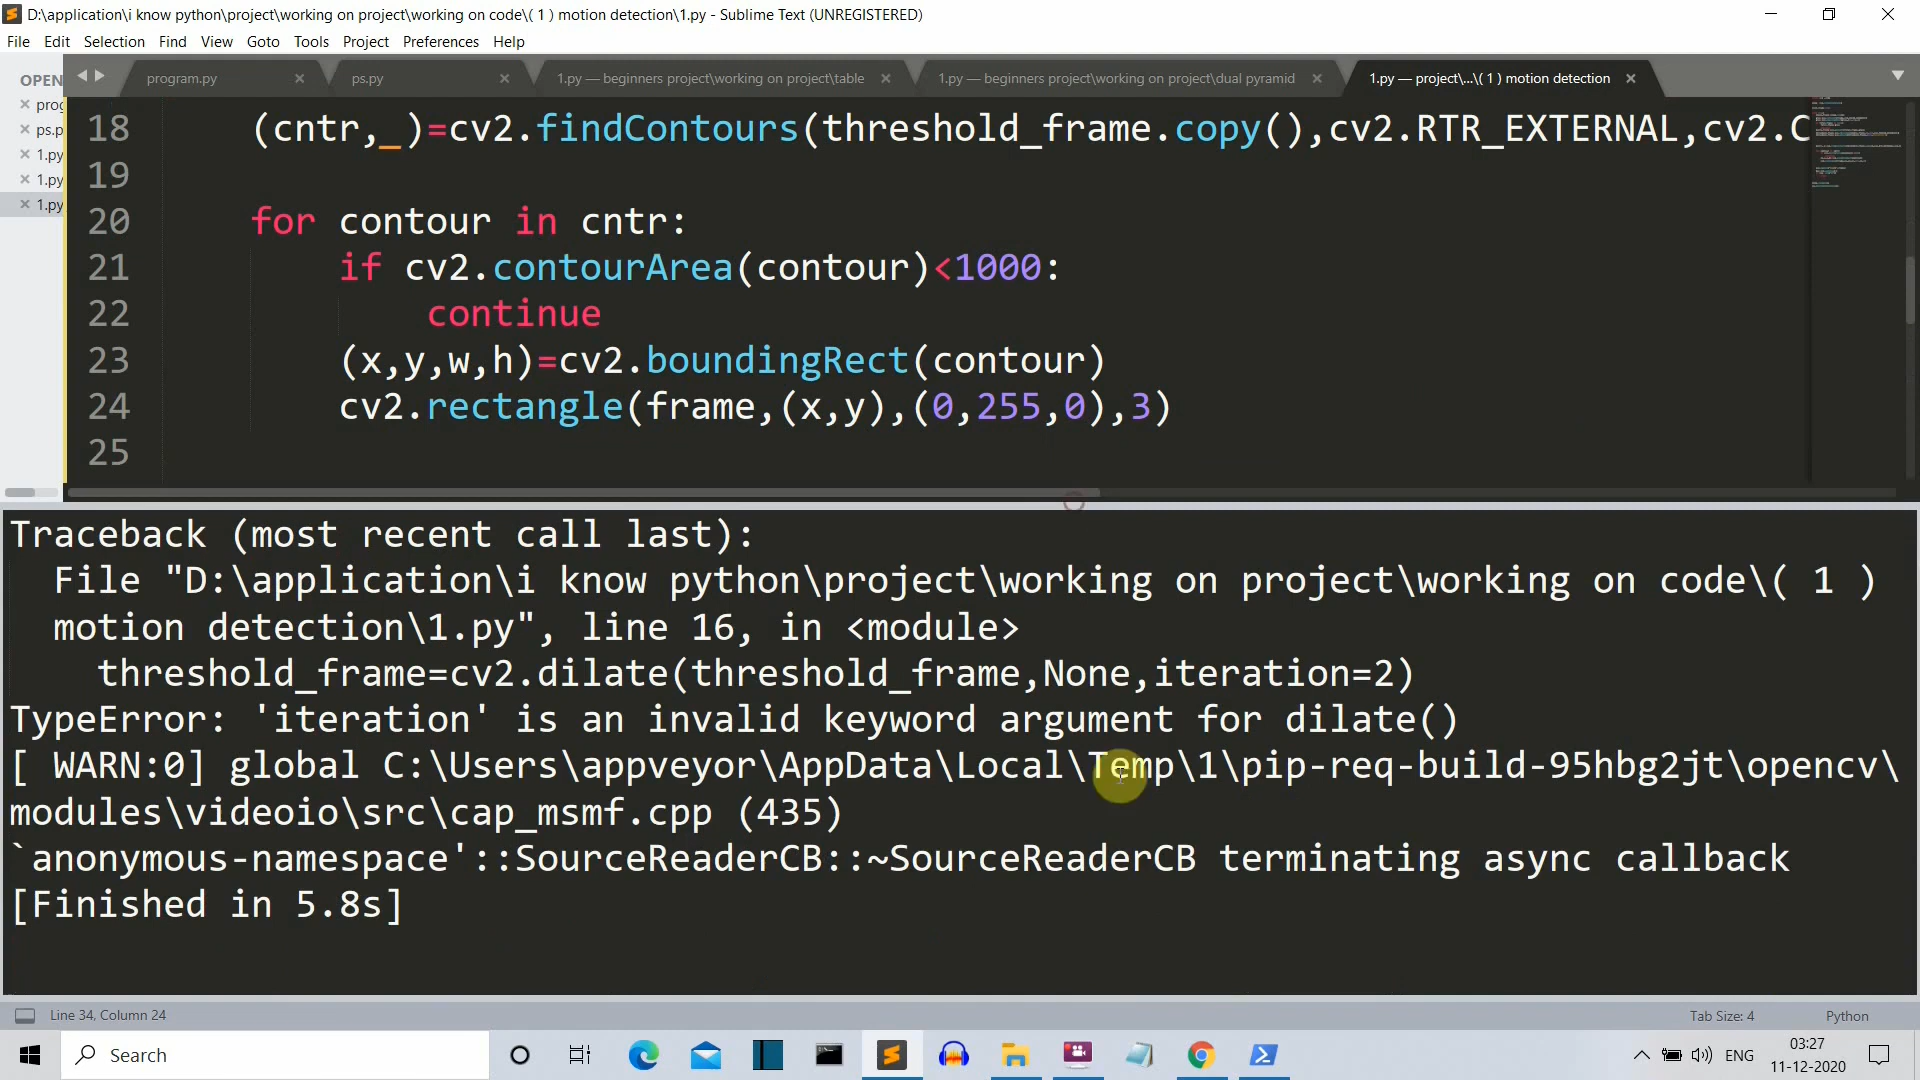 D:\application\i know python\project\working on project\working on code\( 1 ) motion detection\1.py - Sublime Text (UNREGISTERED)
File Edit Selection Find View Goto Tools Project Preferences Help
OPEN
program.py
ps.py
1.py — beginners project\working on project\table
1.py — beginners project\working on project\dual pyramid
1.py — project\...\( 1 ) motion detection
prog
ps.p
1.py
1.py
1.py
18 (cntr,_)=cv2.findContours(threshold_frame.copy(),cv2.RTR_EXTERNAL,cv2.C
19
20 for contour in cntr:
21 if cv2.contourArea(contour)<1000:
22 continue
23 (x,y,w,h)=cv2.boundingRect(contour)
24 cv2.rectangle(frame,(x,y),(0,255,0),3)
25
Traceback (most recent call last):
File "D:\application\i know python\project\working on project\working on code\( 1 )
motion detection\1.py", line 16, in <module>
threshold_frame=cv2.dilate(threshold_frame,None,iteration=2)
TypeError: 'iteration' is an invalid keyword argument for dilate()
[ WARN:0] global C:\Users\appveyor\AppData\Local\Temp\1\pip-req-build-95hbg2jt\opencv\
modules\videoio\src\cap_msmf.cpp (435)
`anonymous-namespace'::SourceReaderCB::~SourceReaderCB terminating async callback
[Finished in 5.8s]
Line 34, Column 24
Tab Size: 4
Python
Search
ENG
03:27
11-12-2020